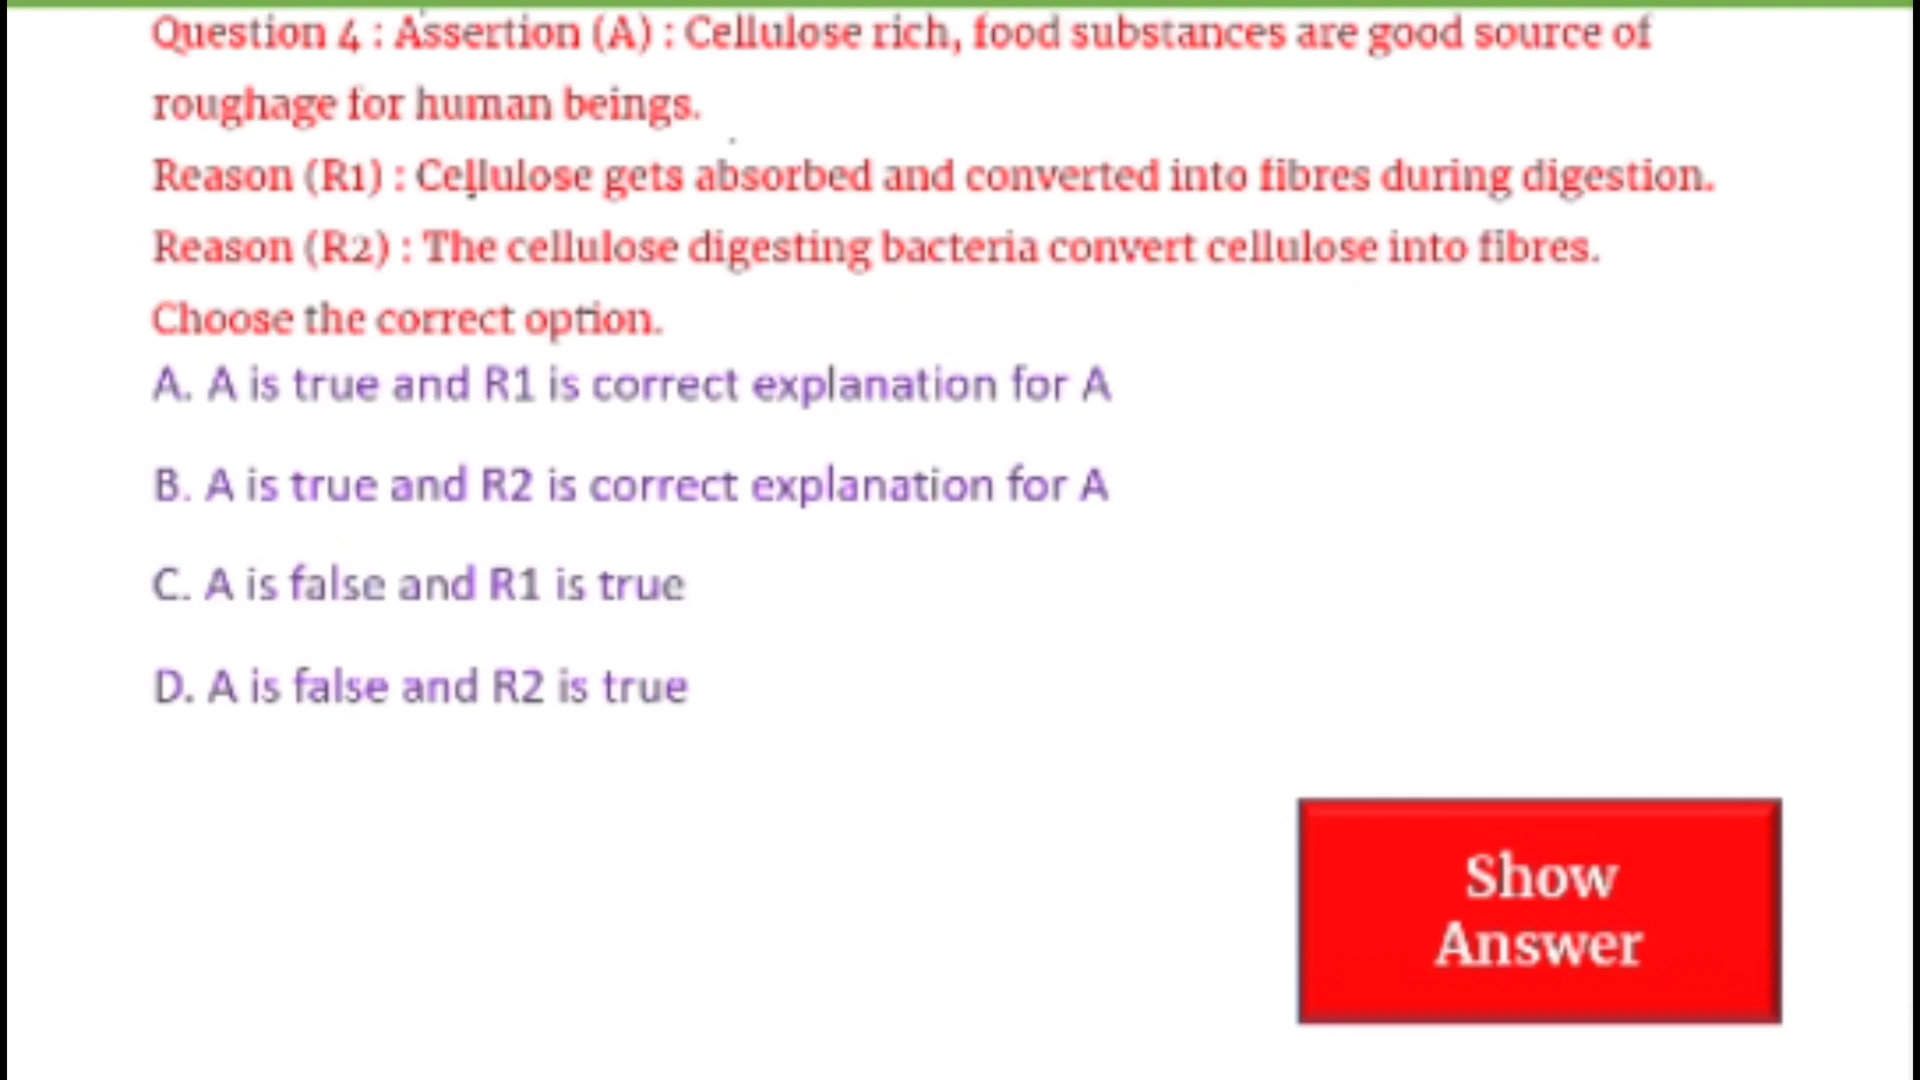 Question 4 : Assertion (A) : Cellulose rich, food substances are good source of
roughage for human beings.
Reason (R1) : Cellulose gets absorbed and converted into fibres during digestion.
Reason (R2) : The cellulose digesting bacteria convert cellulose into fibres.
Choose the correct option.
A. A is true and R1 is correct explanation for A
B. A is true and R2 is correct explanation for A
C. A is false and R1 is true
D. A is false and R2 is true
Show
Answer